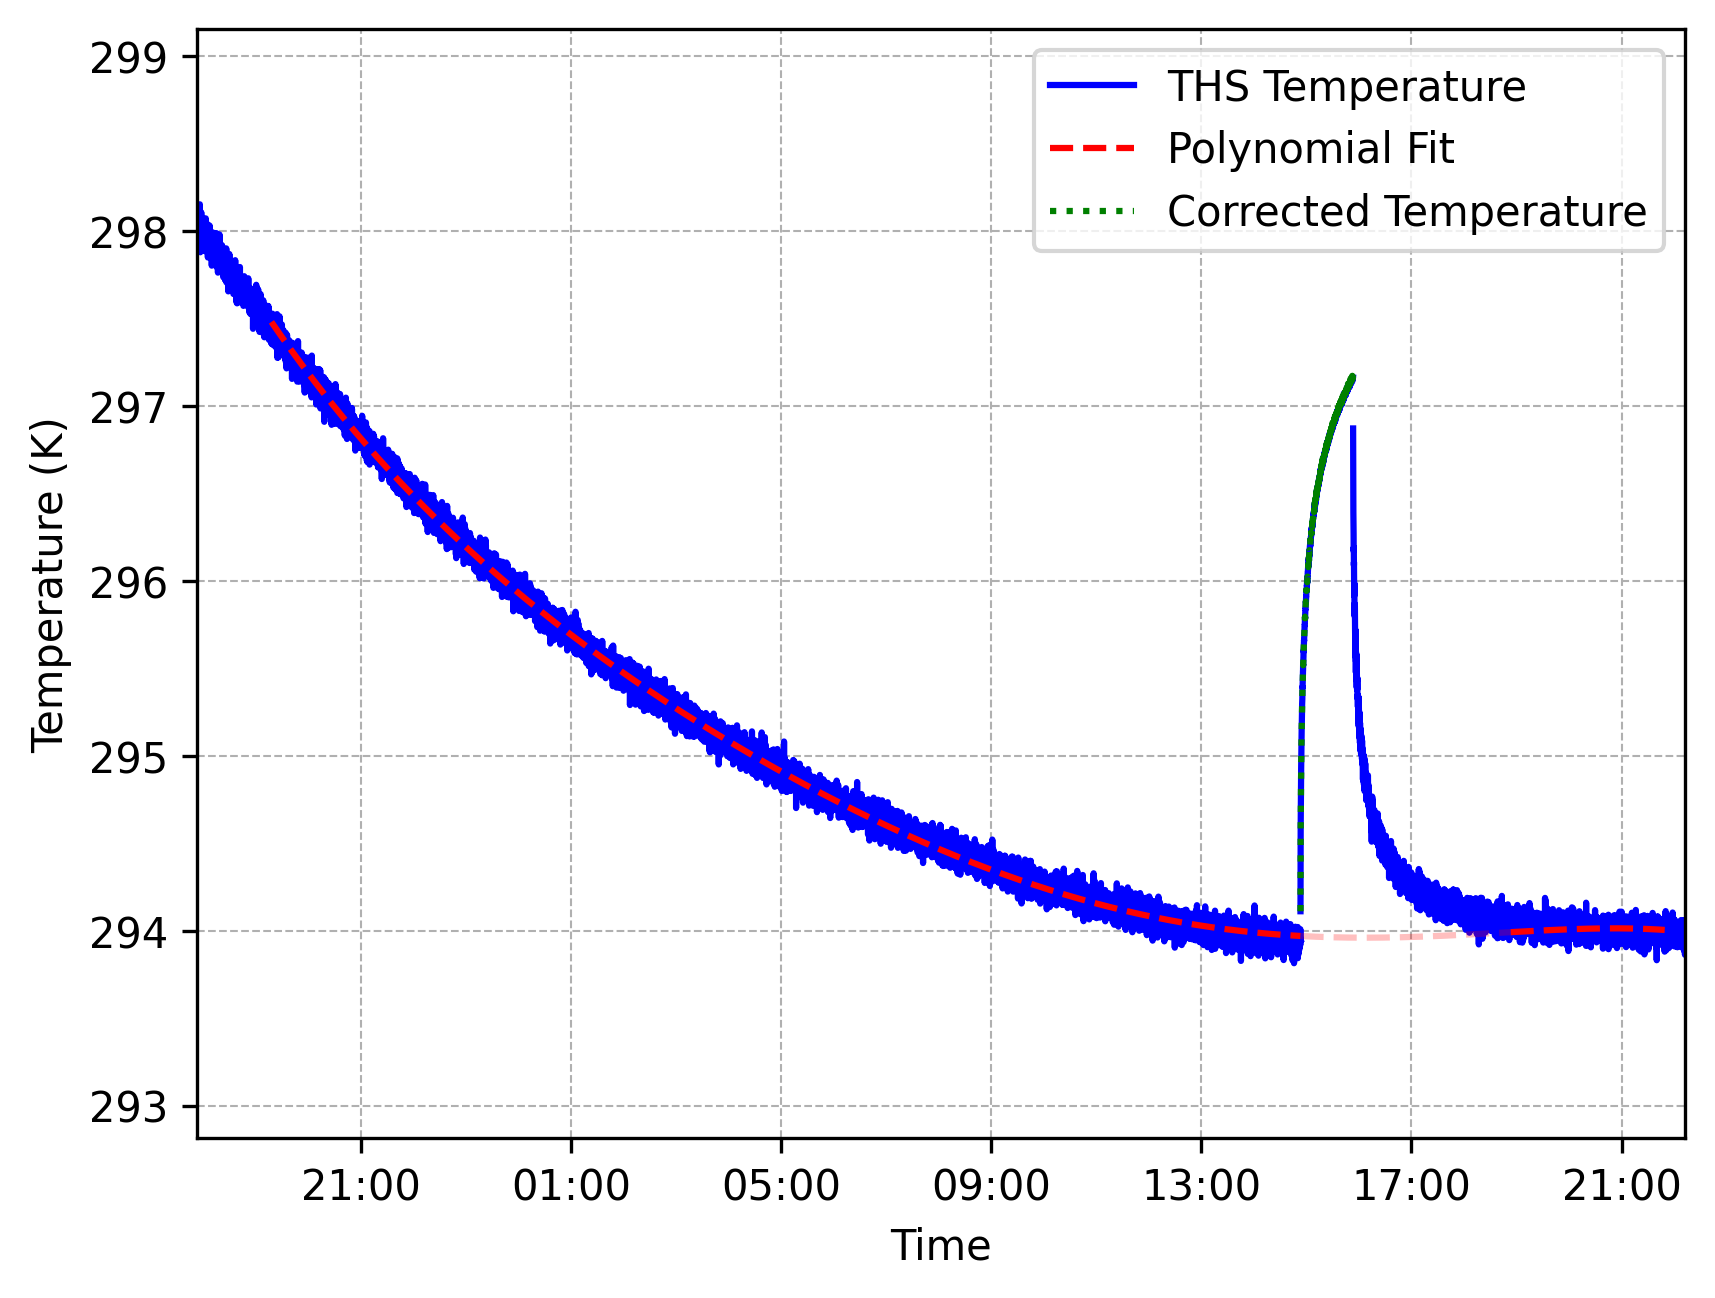 299
298
297
296
295
294
293
Temperature (K)
THS Temperature
Polynomial Fit
Corrected Temperature
21:00 01:00 05:00 09:00 13:00 17:00 21:00
Time